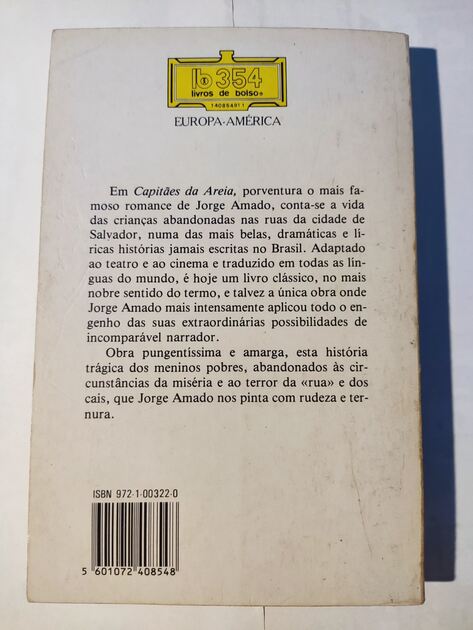 lb 354
livros de bolso
140854911
EUROPA-AMÉRICA
Em Capitães da Areia, porventura o mais fa-
moso romance de Jorge Amado, conta-se a vida
das crianças abandonadas nas ruas da cidade de
Salvador, numa das mais belas, dramáticas e lí-
ricas histórias jamais escritas no Brasil. Adaptado
ao teatro e ao cinema e traduzido em todas as lín-
guas do mundo, é hoje um livro clássico, no mais
nobre sentido do termo, e talvez a única obra onde
Jorge Amado mais intensamente aplicou todo o en-
genho das suas extraordinárias possibilidades de
incomparável narrador.
Obra pungentíssima e amarga, esta história
trágica dos meninos pobres, abandonados às cir-
cunstâncias da miséria e ao terror da «rua» e dos
cais, que Jorge Amado nos pinta com rudeza e ter-
nura.
ISBN 972-1-00322-0
5 601072 408548